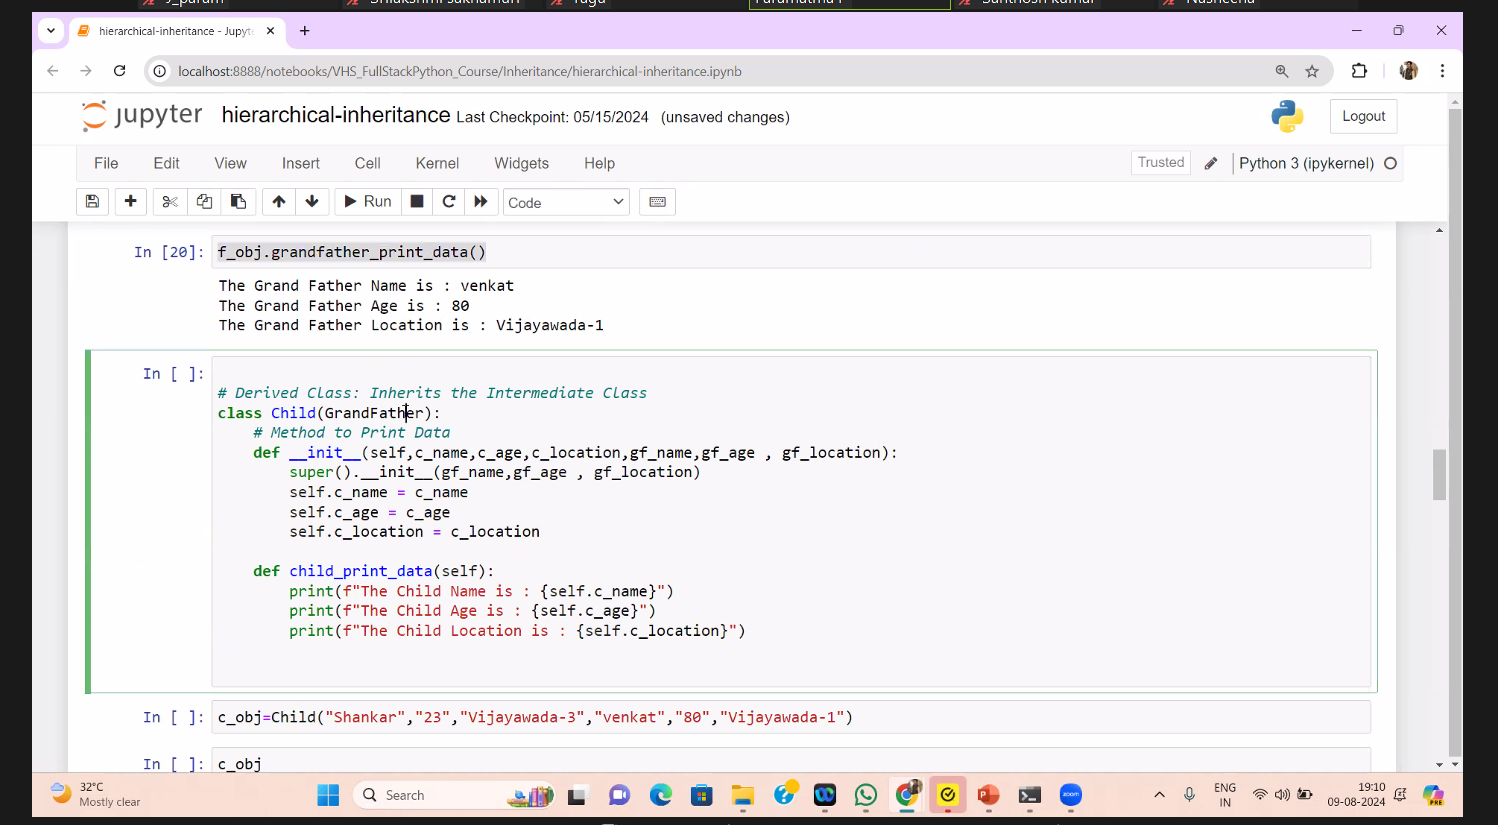 Paramatma P
Santhosh kumar
Nasheena
hierarchical-inheritance - Jupyt
localhost:8888/notebooks/VHS_FullStackPython_Course/Inheritance/hierarchical-inheritance.ipynb
jupyter hierarchical-inheritance Last Checkpoint: 05/15/2024 (unsaved changes)
Logout
File Edit View Insert Cell Kernel Widgets Help
Trusted
Python 3 (ipykernel)
Run
Code
In [20]: f_obj.grandfather_print_data()
The Grand Father Name is : venkat
The Grand Father Age is : 80
The Grand Father Location is : Vijayawada-1
In [ ]:
# Derived Class: Inherits the Intermediate Class
class Child(GrandFather):
    # Method to Print Data
    def __init__(self,c_name,c_age,c_location,gf_name,gf_age , gf_location):
        super().__init__(gf_name,gf_age , gf_location)
        self.c_name = c_name
        self.c_age = c_age
        self.c_location = c_location
    def child_print_data(self):
        print(f"The Child Name is : {self.c_name}")
        print(f"The Child Age is : {self.c_age}")
        print(f"The Child Location is : {self.c_location}")
In [ ]: c_obj=Child("Shankar","23","Vijayawada-3","venkat","80","Vijayawada-1")
In [ ]: c_obj
32°C
Mostly clear
Search
zoom
ENG
IN
19:10
09-08-2024
PRE